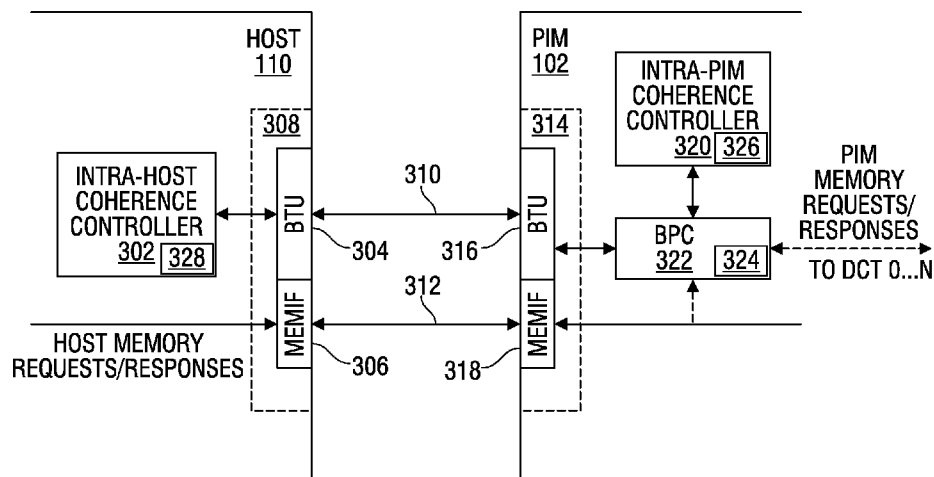 HOST
110
308
INTRA-HOST
COHERENCE
CONTROLLER
302 328
BTU
304
MEMIF
306
HOST MEMORY
REQUESTS/RESPONSES
310
312
PIM
102
314
BTU
316
MEMIF
318
INTRA-PIM
COHERENCE
CONTROLLER
320 326
BPC
322 324
PIM
MEMORY
REQUESTS/
RESPONSES
TO DCT 0...N